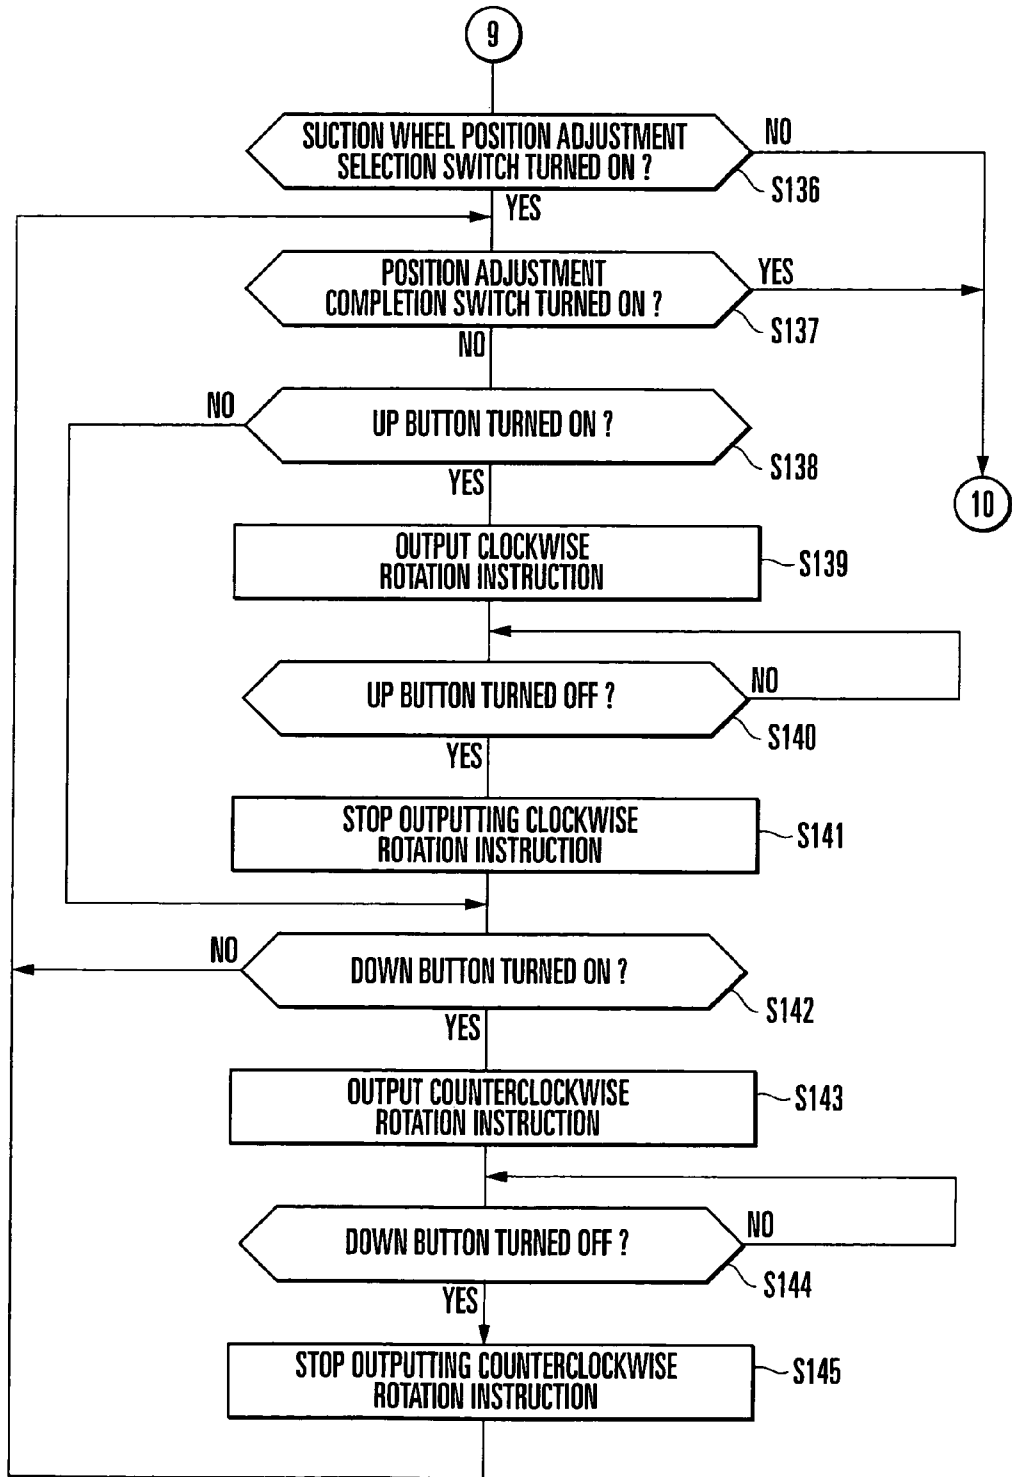 9
SUCTION WHEEL POSITION ADJUSTMENT
SELECTION SWITCH TURNED ON ?
NO
S136
YES
POSITION ADJUSTMENT
COMPLETION SWITCH TURNED ON ?
YES
S137
NO
NO
UP BUTTON TURNED ON ?
S138
YES
10
OUTPUT CLOCKWISE
ROTATION INSTRUCTION
S139
UP BUTTON TURNED OFF ?
NO
S140
YES
STOP OUTPUTTING CLOCKWISE
ROTATION INSTRUCTION
S141
NO
DOWN BUTTON TURNED ON ?
S142
YES
OUTPUT COUNTERCLOCKWISE
ROTATION INSTRUCTION
S143
DOWN BUTTON TURNED OFF ?
NO
S144
YES
STOP OUTPUTTING COUNTERCLOCKWISE
ROTATION INSTRUCTION
S145